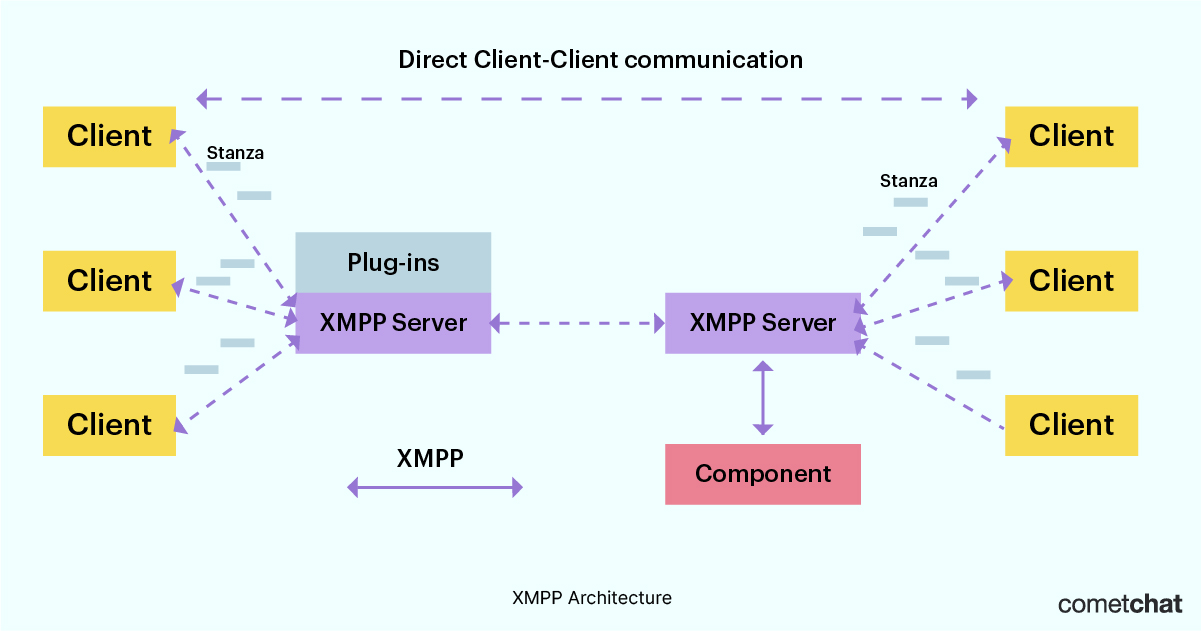 Direct Client-Client communication
Client
Client
Stanza
Stanza
Plug-ins
Client
Client
XMPP Server
XMPP Server
Client
Client
XMPP
Component
XMPP Architecture
cometchat